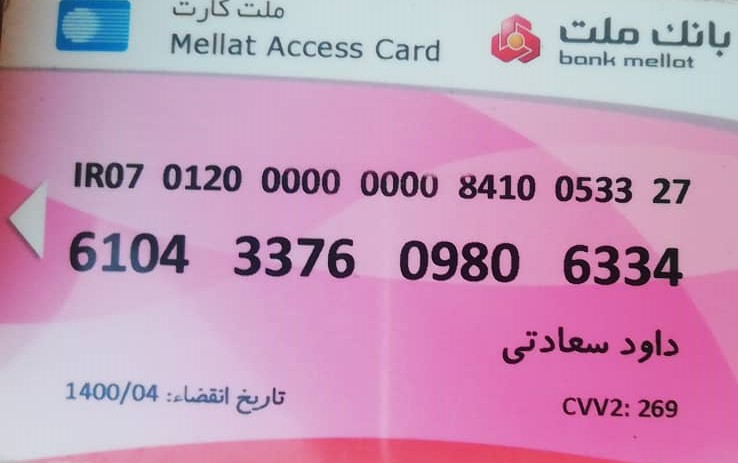 ملت کارت
Mellat Access Card
بانك ملت
bank mellat
IR07 0120 0000 0000 8410 0533 27
6104 3376 0980 6334
داود سعادتی
تاریخ انقضاء: 1400/04
CVV2: 269